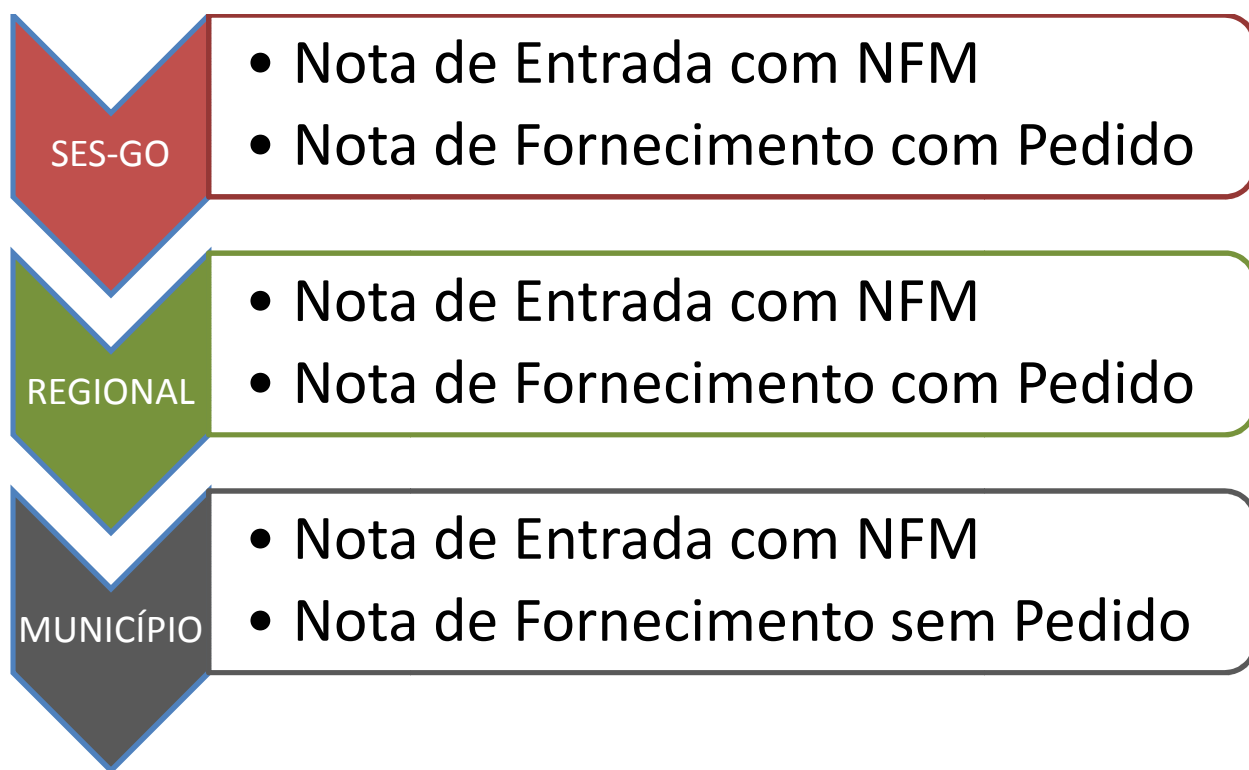 SES-GO
• Nota de Entrada com NFM
• Nota de Fornecimento com Pedido
REGIONAL
• Nota de Entrada com NFM
• Nota de Fornecimento com Pedido
MUNICÍPIO
• Nota de Entrada com NFM
• Nota de Fornecimento sem Pedido